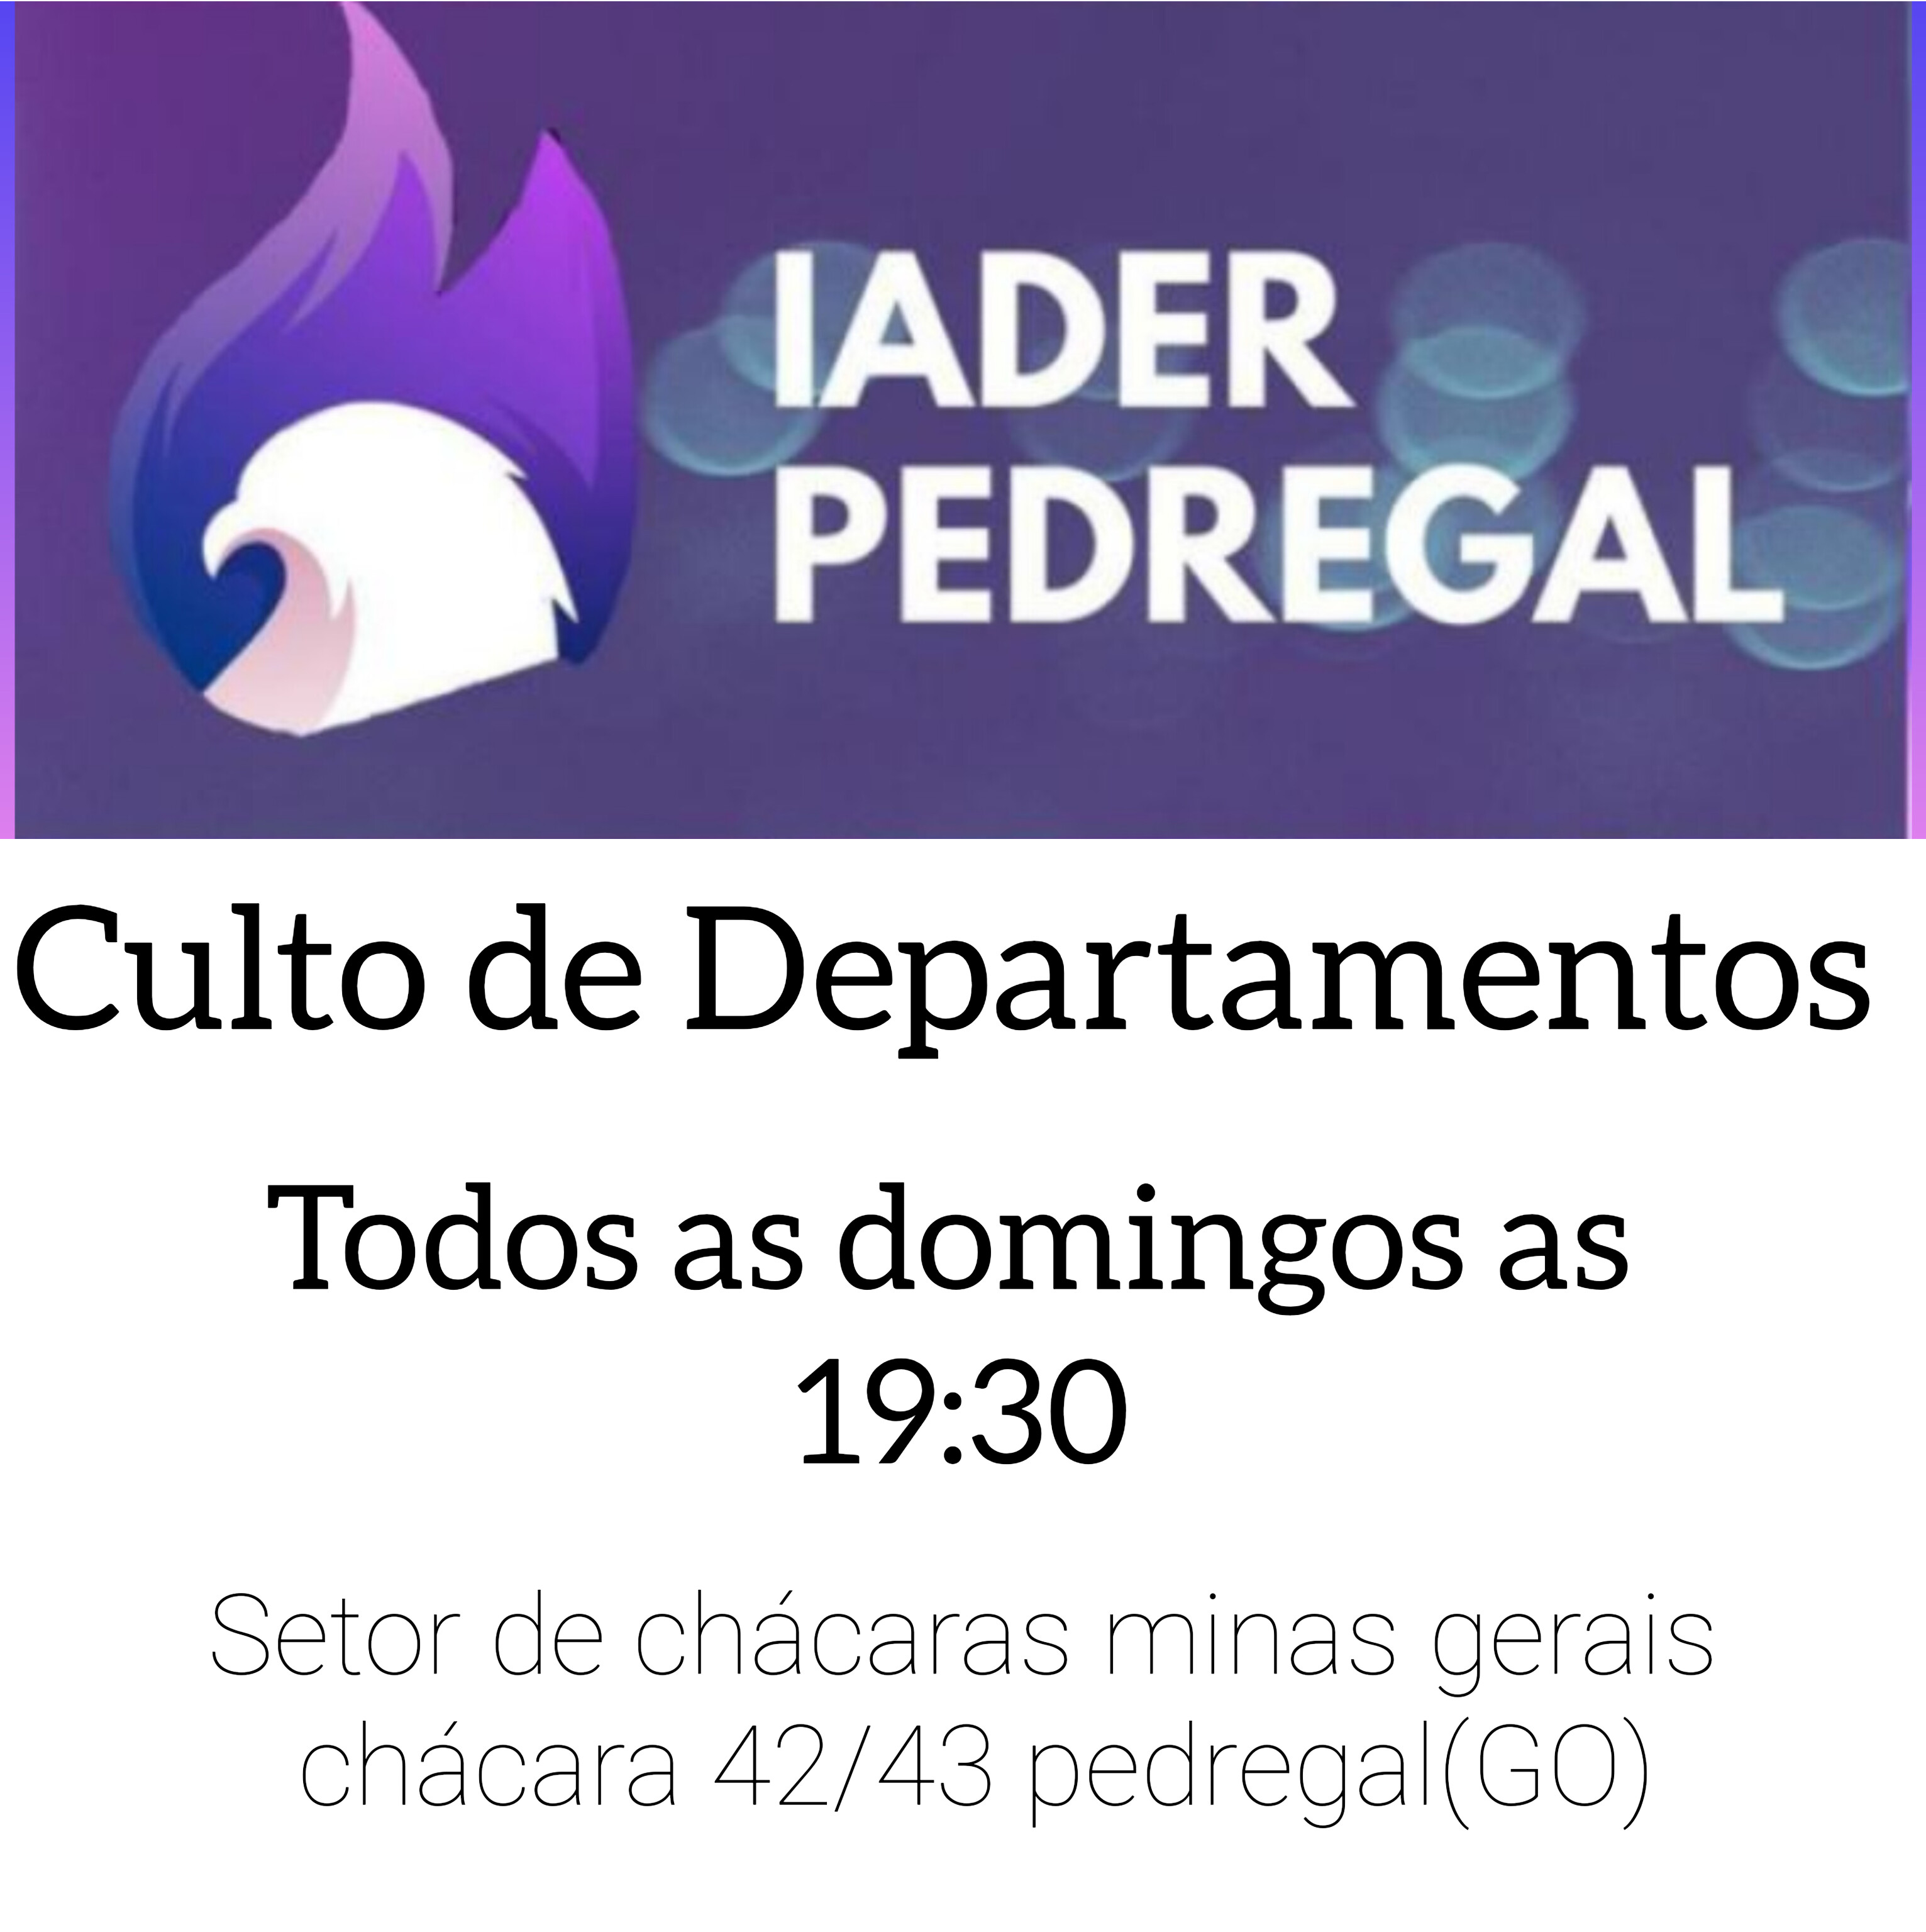 IADER
PEDREGAL
Culto de Departamentos
Todos as domingos as
19:30
Setor de chácaras minas gerais
chácara 42/43 pedregal(GO)